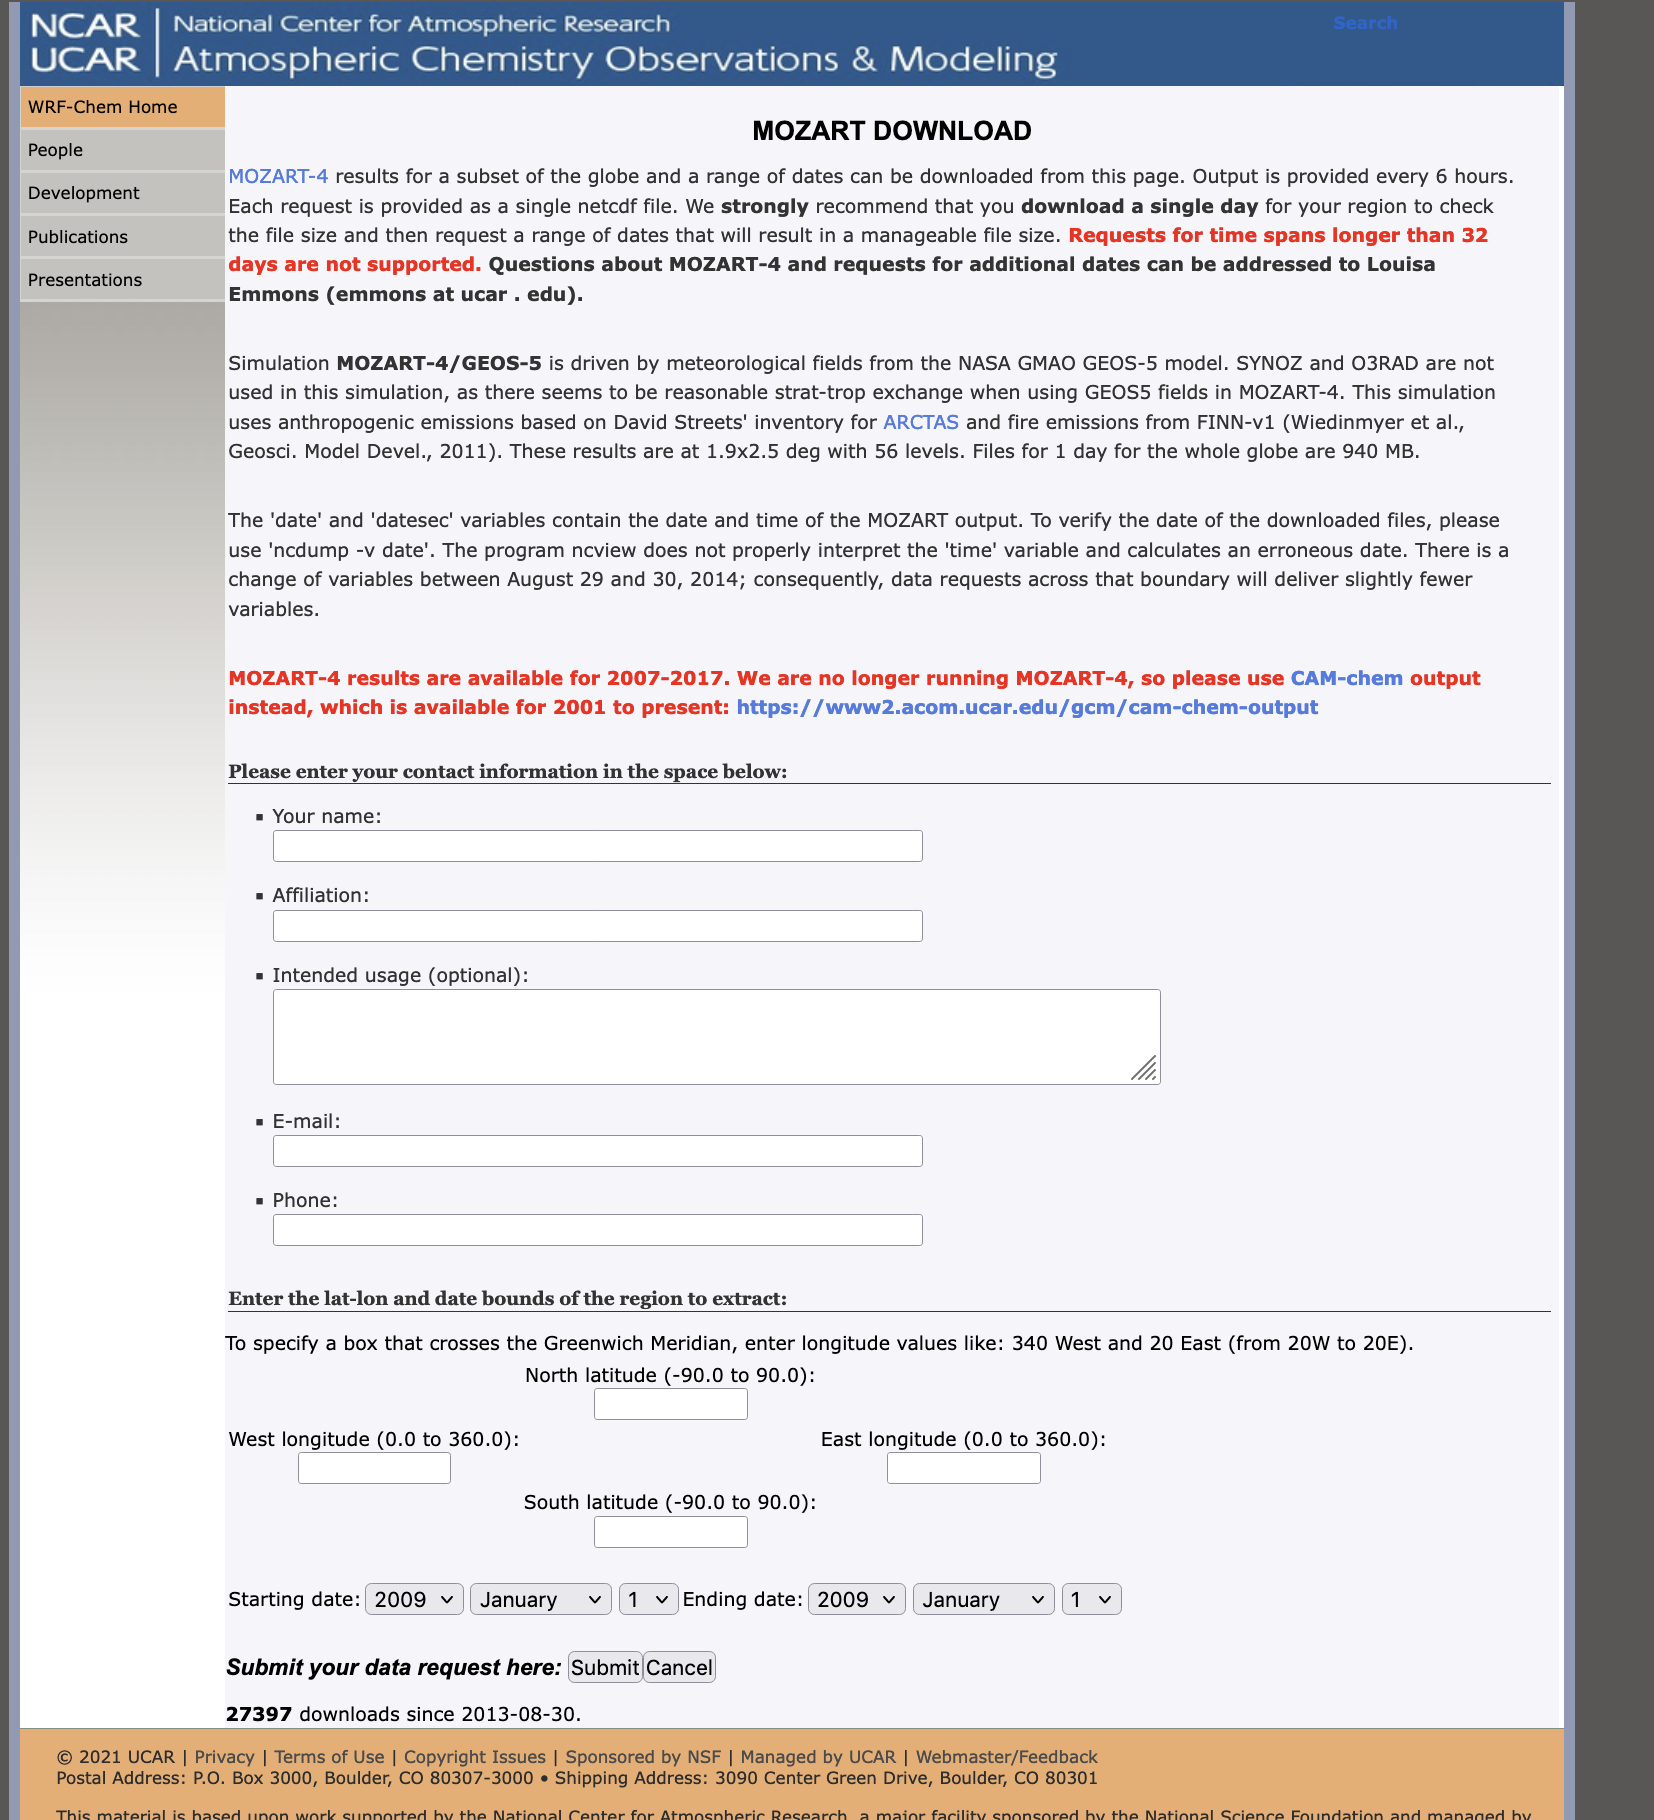 NCAR
UCAR
National Center for Atmospheric Research
Atmospheric Chemistry Observations & Modeling
Search
WRF-Chem Home
People
Development
Publications
Presentations
MOZART DOWNLOAD
MOZART-4 results for a subset of the globe and a range of dates can be downloaded from this page. Output is provided every 6 hours.
Each request is provided as a single netcdf file. We strongly recommend that you download a single day for your region to check
the file size and then request a range of dates that will result in a manageable file size. Requests for time spans longer than 32
days are not supported. Questions about MOZART-4 and requests for additional dates can be addressed to Louisa
Emmons (emmons at ucar . edu).
Simulation MOZART-4/GEOS-5 is driven by meteorological fields from the NASA GMAO GEOS-5 model. SYNOZ and O3RAD are not
used in this simulation, as there seems to be reasonable strat-trop exchange when using GEOS5 fields in MOZART-4. This simulation
uses anthropogenic emissions based on David Streets' inventory for ARCTAS and fire emissions from FINN-v1 (Wiedinmyer et al.,
Geosci. Model Devel., 2011). These results are at 1.9x2.5 deg with 56 levels. Files for 1 day for the whole globe are 940 MB.
The 'date' and 'datesec' variables contain the date and time of the MOZART output. To verify the date of the downloaded files, please
use 'ncdump -v date'. The program ncview does not properly interpret the 'time' variable and calculates an erroneous date. There is a
change of variables between August 29 and 30, 2014; consequently, data requests across that boundary will deliver slightly fewer
variables.
MOZART-4 results are available for 2007-2017. We are no longer running MOZART-4, so please use CAM-chem output
instead, which is available for 2001 to present: https://www2.acom.ucar.edu/gcm/cam-chem-output
Please enter your contact information in the space below:
Your name:
Affiliation:
Intended usage (optional):
E-mail:
Phone:
Enter the lat-lon and date bounds of the region to extract:
To specify a box that crosses the Greenwich Meridian, enter longitude values like: 340 West and 20 East (from 20W to 20E).
North latitude (-90.0 to 90.0):
West longitude (0.0 to 360.0):
East longitude (0.0 to 360.0):
South latitude (-90.0 to 90.0):
Starting date: 2009 January 1 Ending date: 2009 January 1
Submit your data request here: Submit Cancel
27397 downloads since 2013-08-30.
© 2021 UCAR | Privacy | Terms of Use | Copyright Issues | Sponsored by NSF | Managed by UCAR | Webmaster/Feedback
Postal Address: P.O. Box 3000, Boulder, CO 80307-3000 • Shipping Address: 3090 Center Green Drive, Boulder, CO 80301
This material is based upon work supported by the National Center for Atmospheric Research, a major facility sponsored by the National Science Foundation and managed by